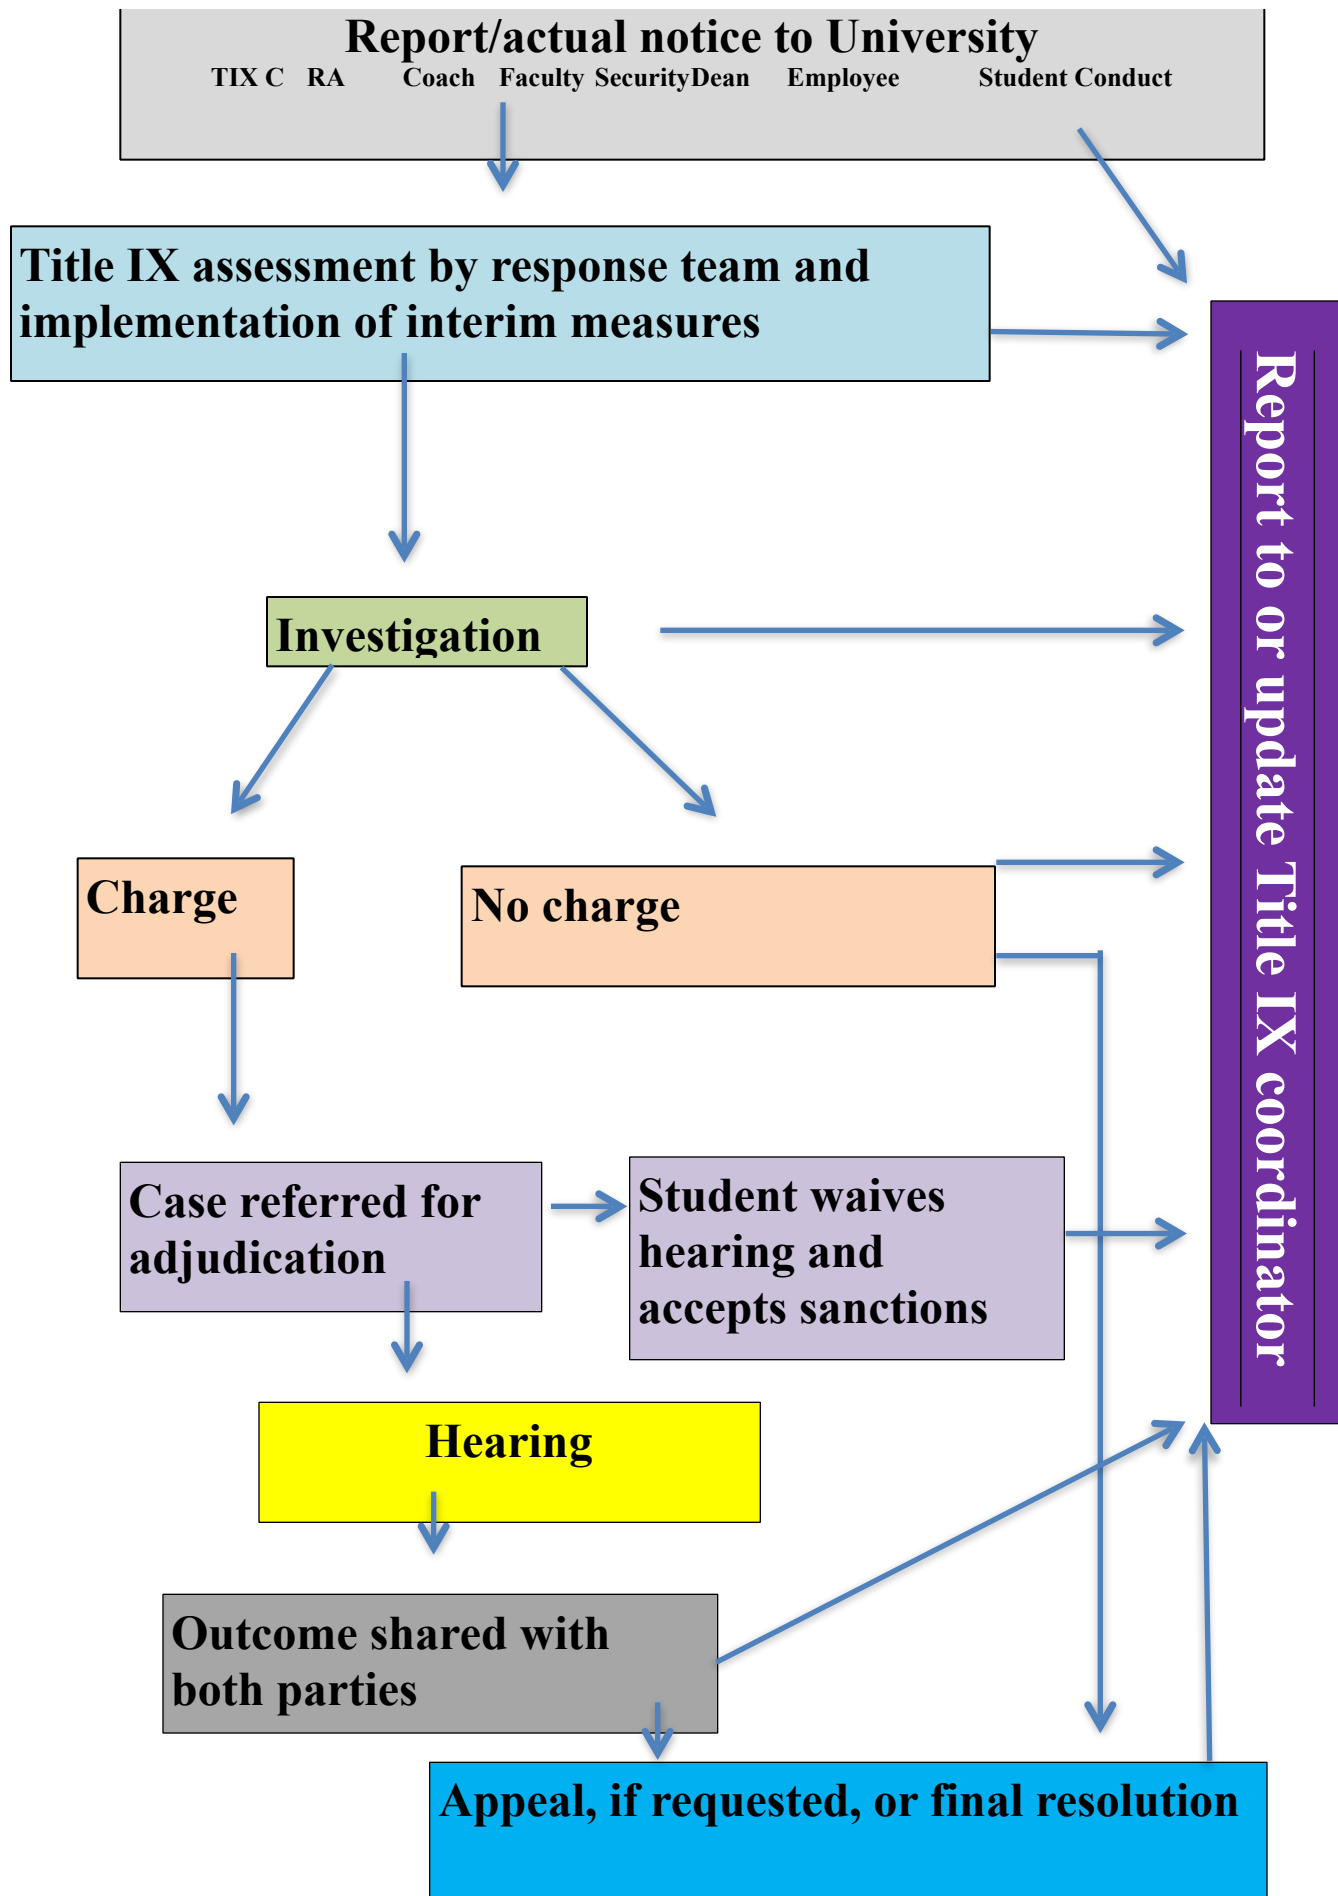 Report/actual notice to University
TIX C RA Coach Faculty Security Dean Employee Student Conduct
Title IX assessment by response team and
implementation of interim measures
Report to or update Title IX coordinator
Investigation
Charge
No charge
Case referred for
adjudication
Student waives
hearing and
accepts sanctions
Hearing
Outcome shared with
both parties
Appeal, if requested, or final resolution